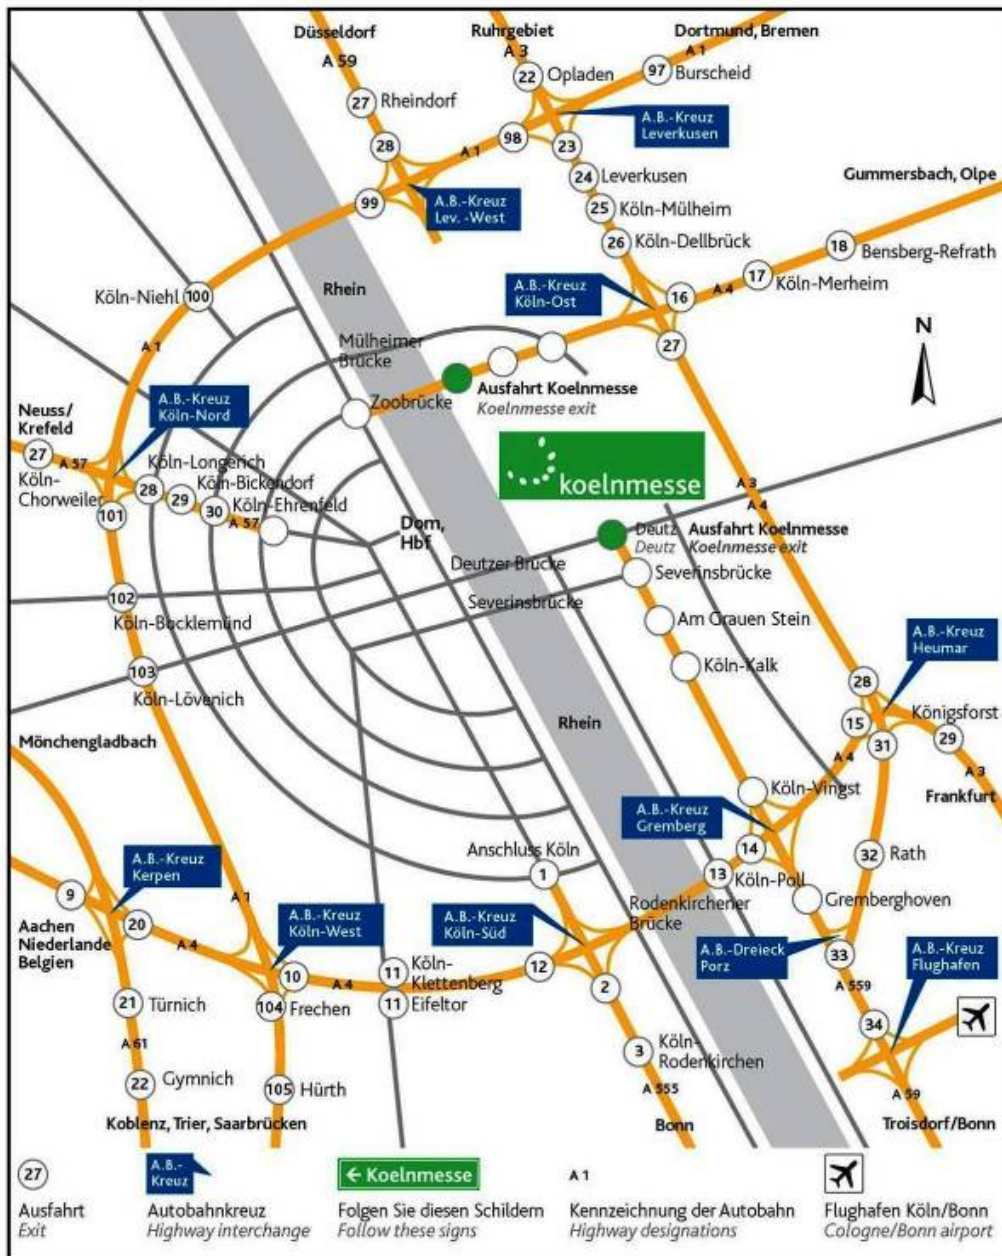 Düsseldorf
A 59
Ruhrgebiet
A 3
Dortmund, Bremen
A 1
22
Opladen
97
Burscheid
27
Rheindorf
A.B.-Kreuz
Leverkusen
28
A 1
98
23
24
Leverkusen
Gummersbach, Olpe
99
A.B.-Kreuz
Lev. -West
25
Köln-Mülheim
26
Köln-Dellbrück
18
Bensberg-Refrath
17
Köln-Merheim
A.B.-Kreuz
Köln-Ost
16
A 4
Köln-Niehl
100
Rhein
N
A 1
Mülheimer
Brücke
27
Ausfahrt Koelnmesse
Koelnmesse exit
Zoobrücke
A.B.-Kreuz
Köln-Nord
Neuss/
Krefeld
27
A 57
Köln-
Chorweiler
Köln-Longerich
28
29
Köln-Bickendorf
30
Köln-Ehrenfeld
A 57
101
koelnmesse
A 3
A 4
Dom,
Hbf
Deutz
Deutz
Ausfahrt Koelnmesse
Koelnmesse exit
Deutzer Brücke
Severinsbrücke
Severinsbrücke
102
Köln-Bocklemünd
Am Grauen Stein
A.B.-Kreuz
Heumar
103
Köln-Lövenich
Köln-Kalk
28
15
Königsforst
31
29
Rhein
Mönchengladbach
A 4
A 3
Frankfurt
Köln-Vingst
A.B.-Kreuz
Gremberg
14
32
Rath
Anschluss Köln
1
13
Köln-Poll
Gremberghoven
A.B.-Kreuz
Kerpen
9
20
A 1
A.B.-Kreuz
Köln-West
A.B.-Kreuz
Köln-Süd
Rodenkirchener
Brücke
Aachen
Niederlande
Belgien
A 4
10
A 4
11
Köln-
Klettenberg
11
Eifeltor
12
2
A.B.-Dreieck
Porz
33
A.B.-Kreuz
Flughafen
A 559
21
Türnich
104
Frechen
34
A 61
3
Köln-
Rodenkirchen
22
Gymnich
105
Hürth
A 555
A 59
Koblenz, Trier, Saarbrücken
Bonn
Troisdorf/Bonn
27
Ausfahrt
Exit
A.B.-
Kreuz
Autobahnkreuz
Highway interchange
← Koelnmesse
Folgen Sie diesen Schildern
Follow these signs
A 1
Kennzeichnung der Autobahn
Highway designations
Flughafen Köln/Bonn
Cologne/Bonn airport